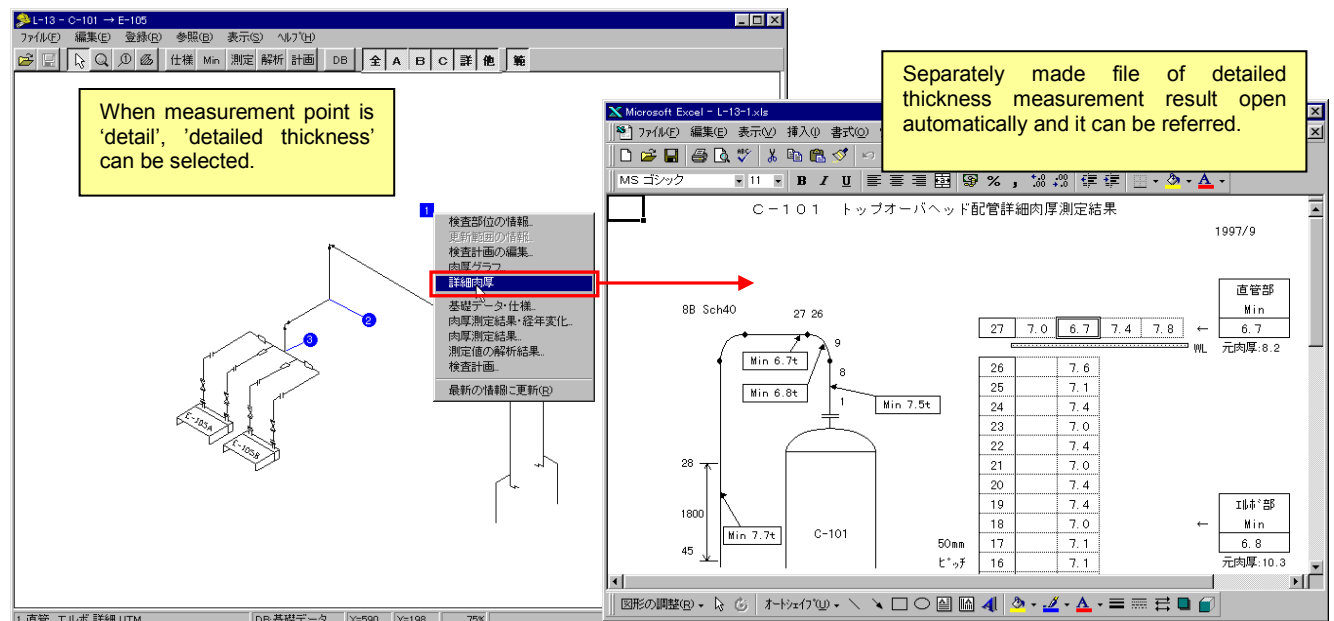 L-13 - C-101 → E-105
ファイル(F) 編集(E) 登録(R) 参照(B) 表示(S) ヘルプ(H)
仕様 Min 測定 解析 計画 DB 全 A B C 詳 他 範
When measurement point is
‘detail’, ’detailed thickness’
can be selected.
1
検査部位の情報...
更新範囲の情報...
検査計画の編集...
肉厚グラフ...
詳細肉厚
基礎データ・仕様...
肉厚測定結果・経年変化...
肉厚測定結果...
測定値の解析結果...
検査計画...
最新の情報に更新(R)
2
3
E-105A
E-105B
1 直管 エルボ 詳細 UTM DB:基礎データ X=590 Y=198 75%
Separately made file of detailed
thickness measurement result open
automatically and it can be referred.
Microsoft Excel - L-13-1.xls
ファイル(F) 編集(E) 表示(V) 挿入(I) 書式(O)
MS ゴシック 11 B I U % ,
C-101 トップオーバヘッド配管詳細肉厚測定結果
1997/9
8B Sch40
27 26
9
8
1
Min 6.7t
Min 6.8t
Min 7.5t
28
1800
45
Min 7.7t
C-101
50mm
ピッチ
27 7.0 6.7 7.4 7.8 ←
WL
26 7.6
25 7.1
24 7.4
23 7.0
22 7.4
21 7.0
20 7.4
19 7.4
18 7.0 ←
17 7.1
16 7.1
直管部
Min
6.7
元肉厚:8.2
エルボ部
Min
6.8
元肉厚:10.3
図形の調整(R) オートシェイプ(U)